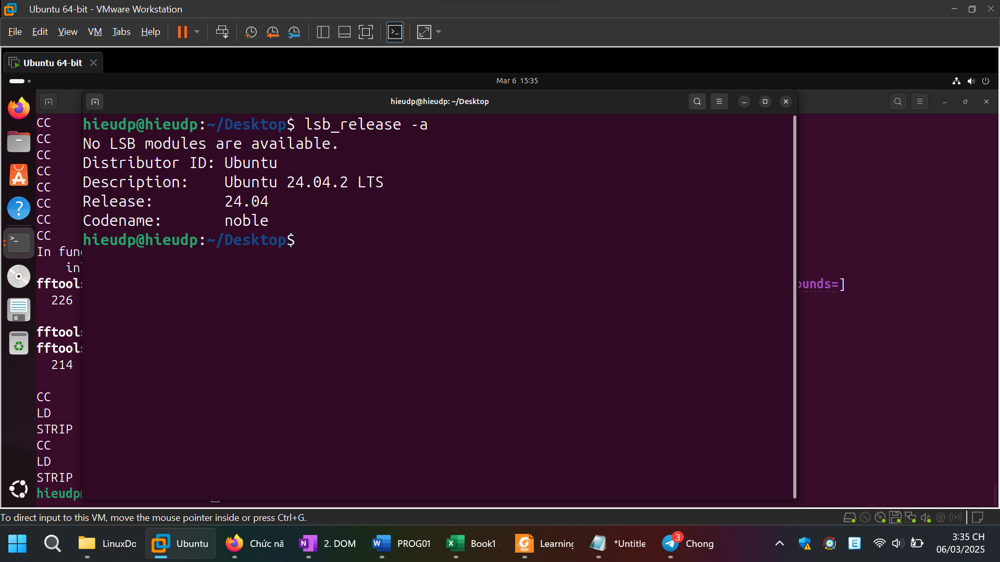 Ubuntu 64-bit - VMware Workstation
File Edit View VM Tabs Help
Ubuntu 64-bit
Mar 6 15:35
hieudp@hieudp: ~/Desktop
CC
CC
CC
CC
CC
CC
CC
CC
In func
in
fftools
226
fftools
fftools
214
CC
LD
STRIP
CC
LD
STRIP
hieudp@
ounds=]
hieudp@hieudp:~/Desktop$ lsb_release -a
No LSB modules are available.
Distributor ID: Ubuntu
Description: Ubuntu 24.04.2 LTS
Release: 24.04
Codename: noble
hieudp@hieudp:~/Desktop$
To direct input to this VM, move the mouse pointer inside or press Ctrl+G.
LinuxDo
Ubuntu
Chức nă
2. DOM
PROG01
Book1 -
Learning
*Untitle
3
Chong
3:35 CH
06/03/2025